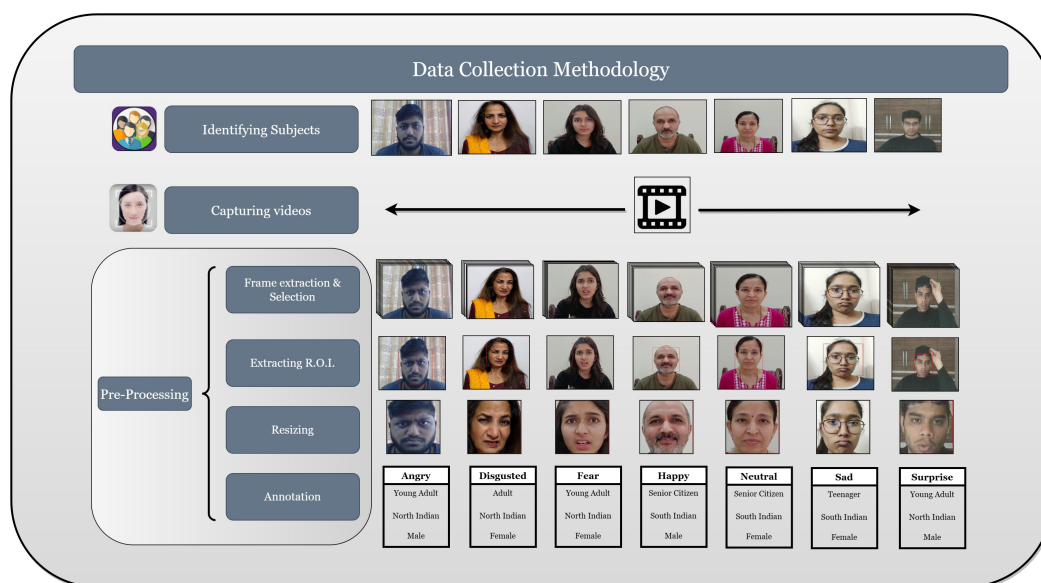 Data Collection Methodology
Identifying Subjects
Capturing videos
Pre-Processing
Frame extraction &
Selection
Extracting R.O.I.
Resizing
Annotation
Angry
Young Adult
North Indian
Male
Disgusted
Adult
North Indian
Female
Fear
Young Adult
North Indian
Female
Happy
Senior Citizen
South Indian
Male
Neutral
Senior Citizen
South Indian
Female
Sad
Teenager
South Indian
Female
Surprise
Young Adult
North Indian
Male